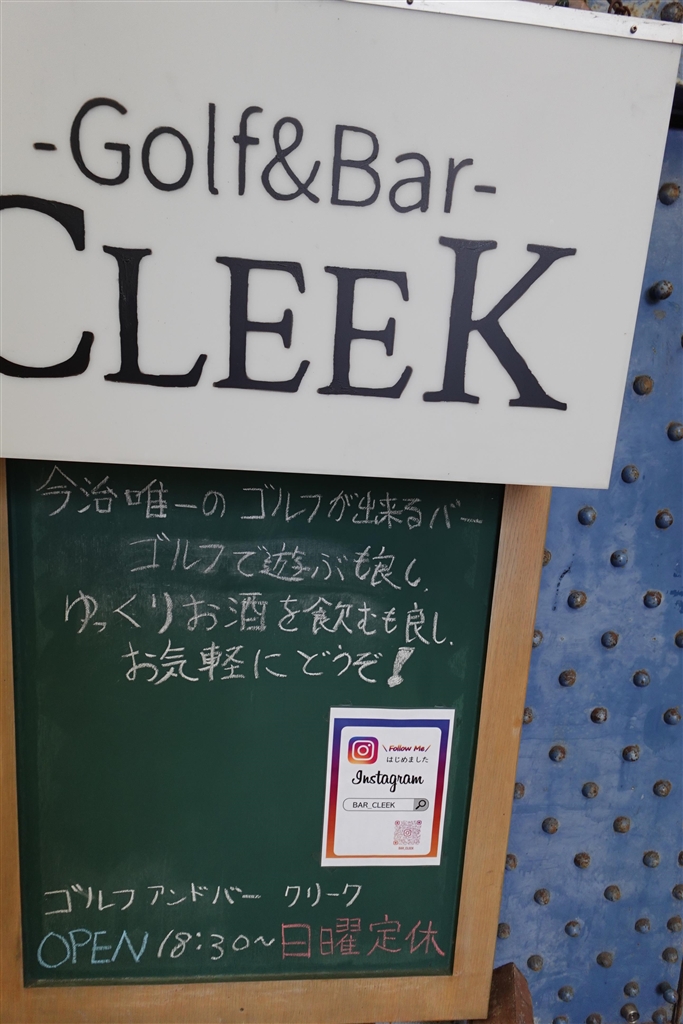 -Golf&Bar-
CLEEK
今治唯一のゴルフが出来るバー
ゴルフで遊ぶも良し、
ゆっくりお酒を飲むも良し、
お気軽にどうぞ!
\Follow Me/
はじめました
Instagram
BAR_CLEEK
ゴルフアンドバー クリーク
OPEN 18:30~日曜定休